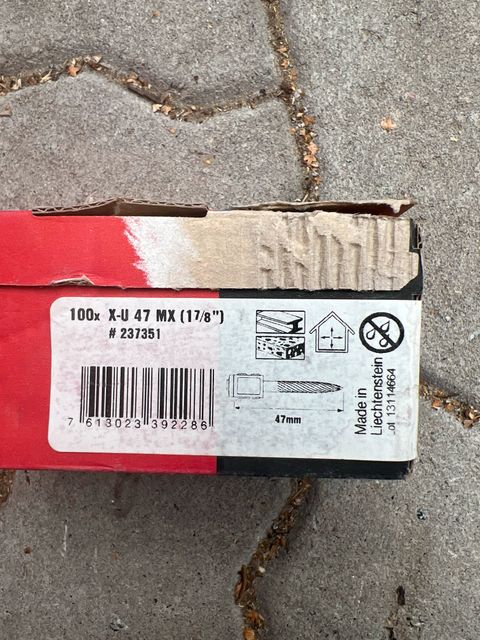 100x X-U 47 MX (17/8")
# 237351
7 613023 392286
47mm
Made in
Liechtenstein
Lot 13114664